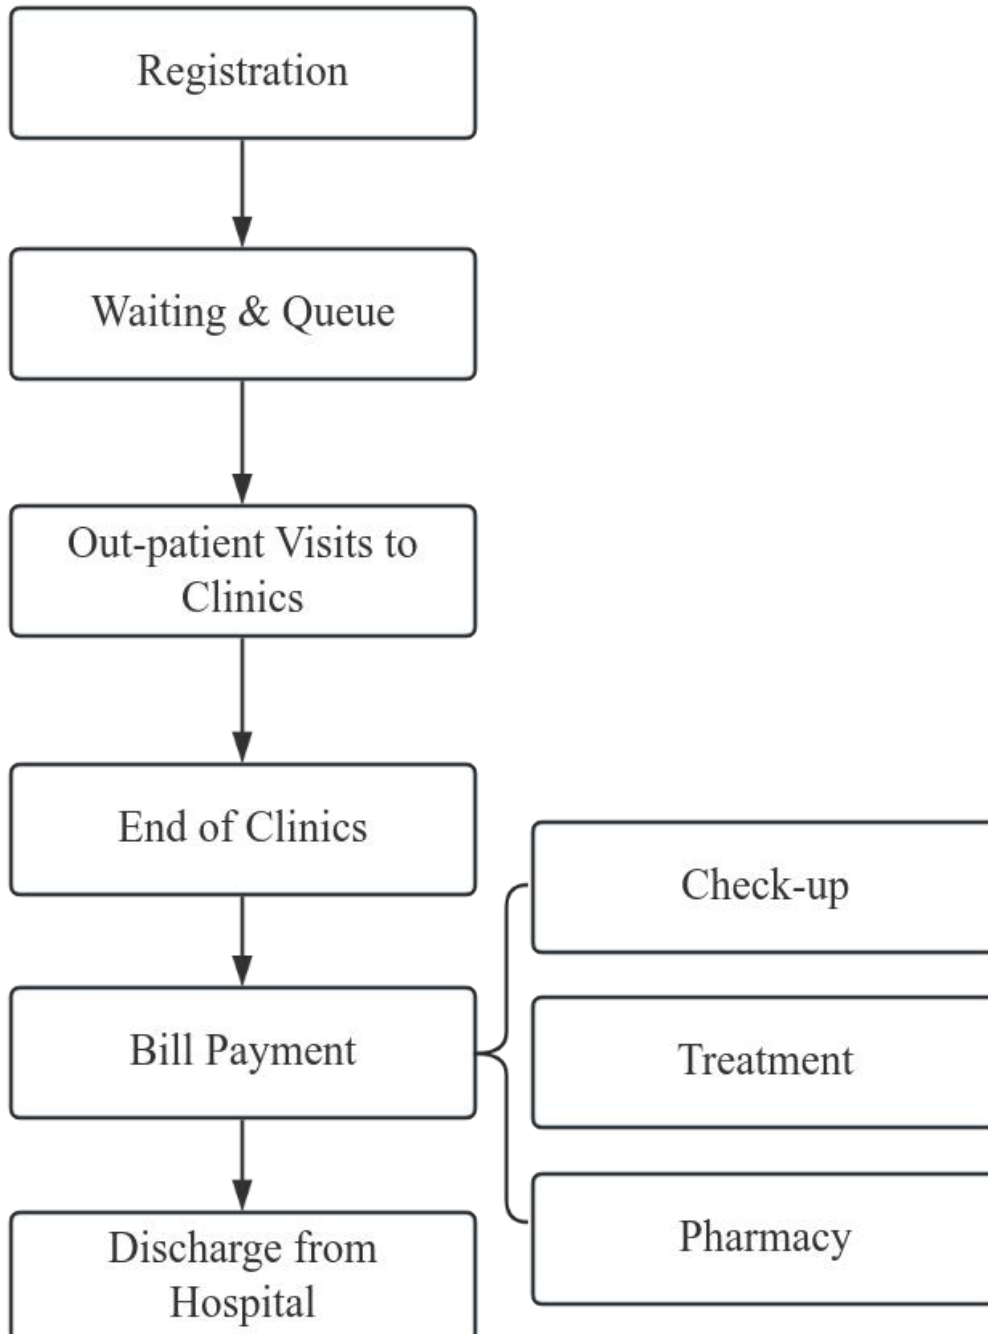 Registration
Waiting & Queue
Out-patient Visits to
Clinics
End of Clinics
Check-up
Bill Payment
Treatment
Pharmacy
Discharge from
Hospital